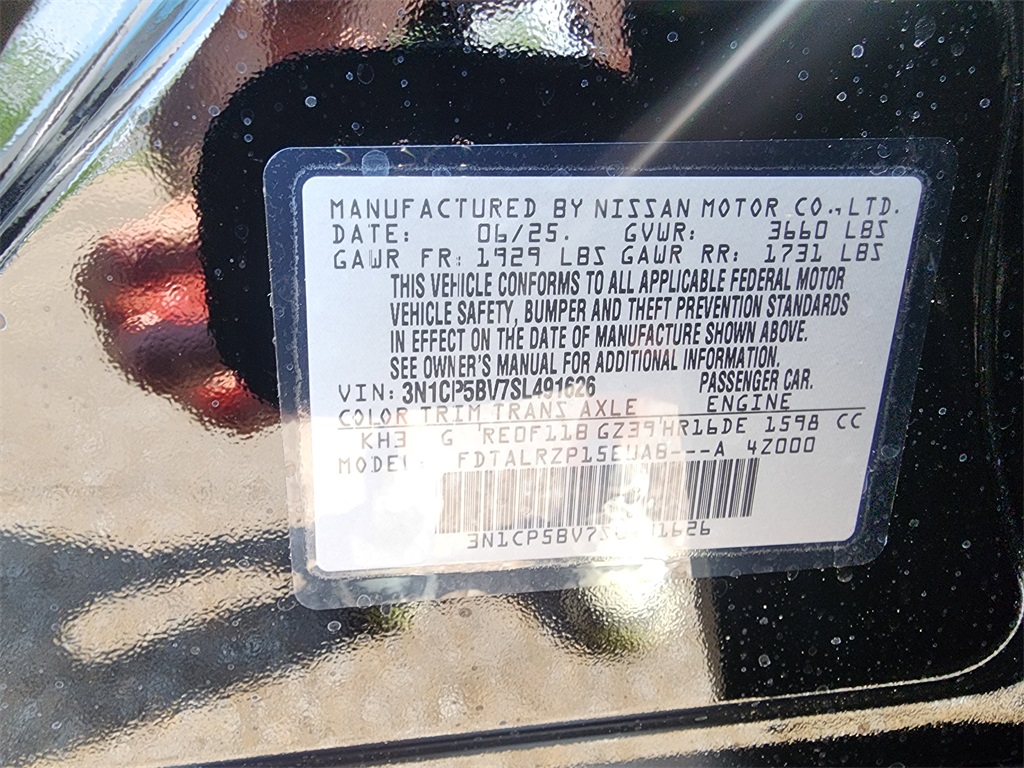 MANUFACTURED BY NISSAN MOTOR CO.,LTD.
DATE: 06/25. GVWR: 3660 LBS
GAWR FR: 1929 LBS GAWR RR: 1731 LBS
THIS VEHICLE CONFORMS TO ALL APPLICABLE FEDERAL MOTOR
VEHICLE SAFETY, BUMPER AND THEFT PREVENTION STANDARDS
IN EFFECT ON THE DATE OF MANUFACTURE SHOWN ABOVE.
SEE OWNER'S MANUAL FOR ADDITIONAL INFORMATION.
VIN: 3N1CP5BV7SL491626 PASSENGER CAR.
COLOR TRIM TRANS AXLE ENGINE
KH3 G RE0F11B GZ39 HR16DE 1598 CC
MODEL 4Z000